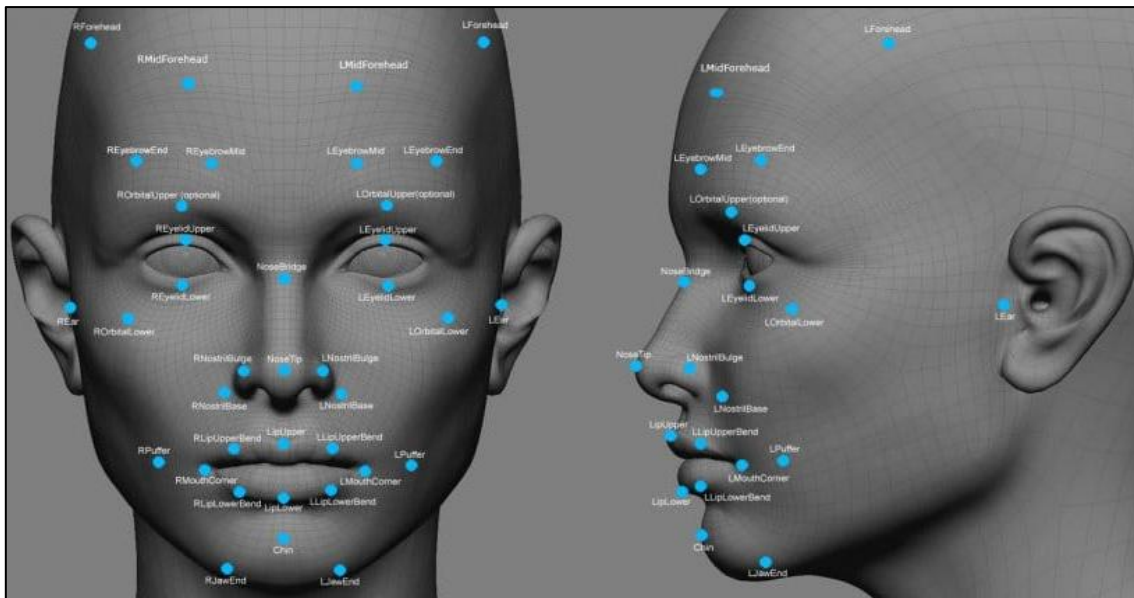 RForehead
LForehead
RMidForehead
LMidForehead
REyebrowEnd
REyebrowMid
LEyebrowMid
LEyebrowEnd
ROrbitalUpper (optional)
LOrbitalUpper(optional)
REyelidUpper
LEyelidUpper
NoseBridge
REyelidLower
LEyelidLower
REar
ROrbitalLower
LOrbitalLower
LEar
RNostrilBulge
NoseTip
LNostrilBulge
RNostrilBase
LNostrilBase
LipUpper
RLipUpperBend
LLipUpperBend
RPuffer
LPuffer
RMouthCorner
LMouthCorner
RLipLowerBend
LipLower
LLipLowerBend
Chin
RJawEnd
LJawEnd
LForehead
LMidForehead
LEyebrowEnd
LEyebrowMid
LOrbitalUpper(optional)
LEyelidUpper
NoseBridge
LEyelidLower
LOrbitalLower
LEar
NoseTip
LNostrilBulge
LNostrilBase
LipUpper
LLipUpperBend
LPuffer
LMouthCorner
LipLower
LLipLowerBend
Chin
LJawEnd